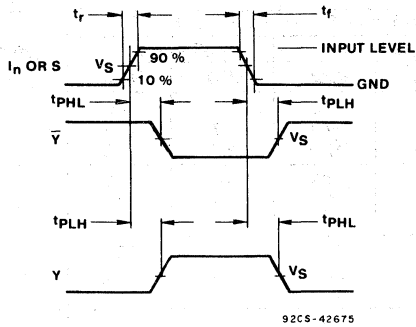 tr
tf
INPUT LEVEL
90 %
In OR S
VS
10 %
GND
tPHL
tPLH
Y
VS
tPLH
tPHL
Y
VS
92CS-42675